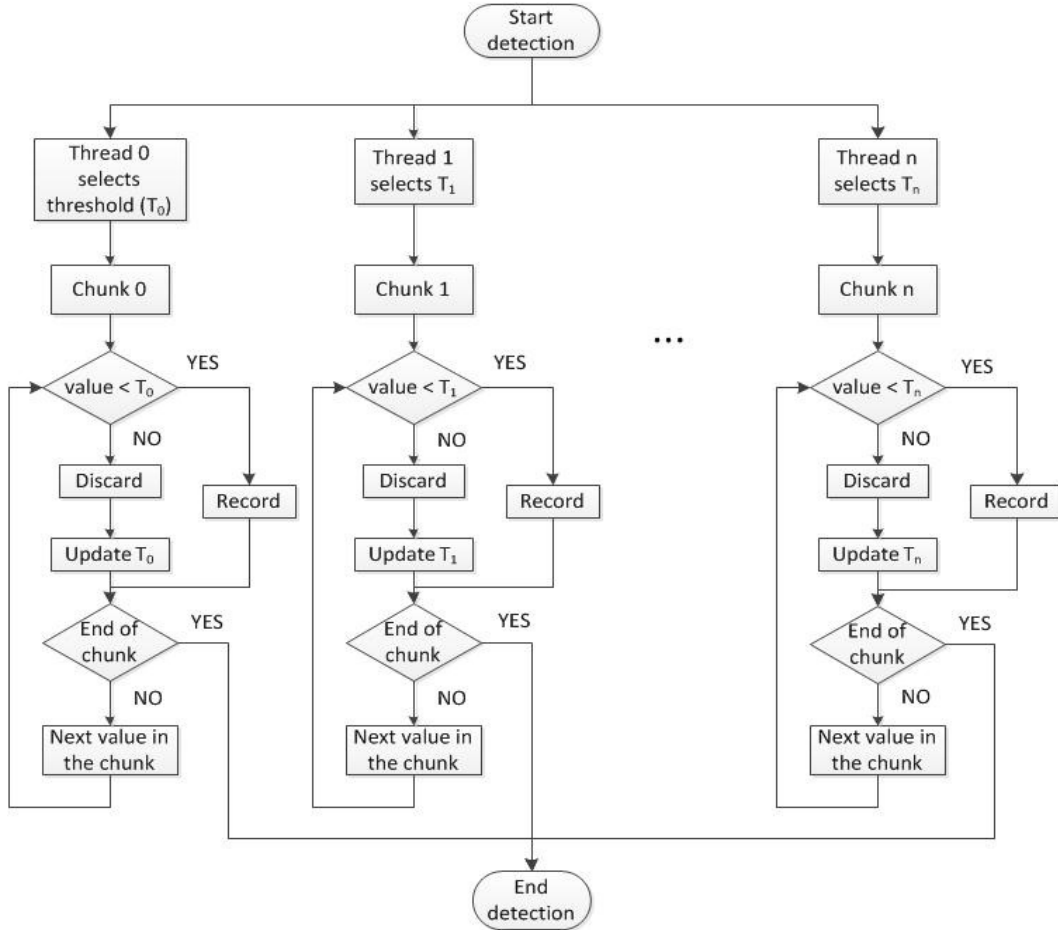 Start
detection
Thread 0
selects
threshold (T₀)
Chunk 0
value < T₀
YES
NO
Discard
Record
Update T₀
End of
chunk
YES
NO
Next value in
the chunk
Thread 1
selects T₁
Chunk 1
value < T₁
YES
NO
Discard
Record
Update T₁
End of
chunk
YES
NO
Next value in
the chunk
...
Thread n
selects Tₙ
Chunk n
value < Tₙ
YES
NO
Discard
Record
Update Tₙ
End of
chunk
YES
NO
Next value in
the chunk
End
detection